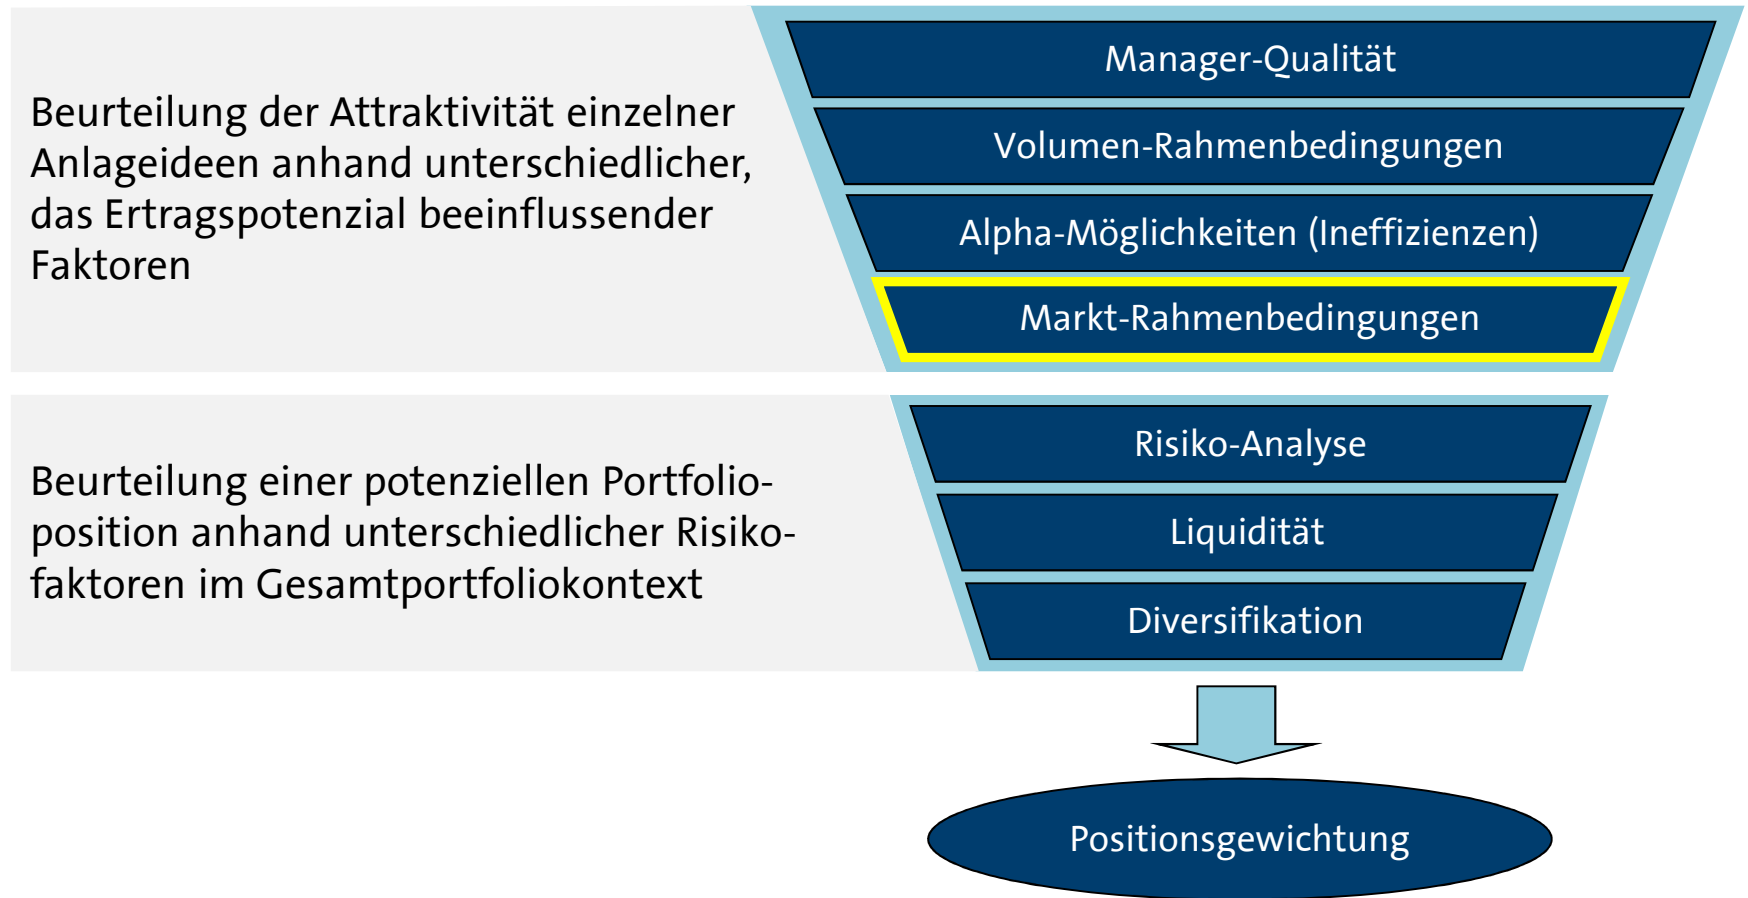 Beurteilung der Attraktivität einzelner
Anlageideen anhand unterschiedlicher,
das Ertragspotenzial beeinflussender
Faktoren
Manager-Qualität
Volumen-Rahmenbedingungen
Alpha-Möglichkeiten (Ineffizienzen)
Markt-Rahmenbedingungen
Beurteilung einer potenziellen Portfolio-
position anhand unterschiedlicher Risiko-
faktoren im Gesamtportfoliokontext
Risiko-Analyse
Liquidität
Diversifikation
Positionsgewichtung